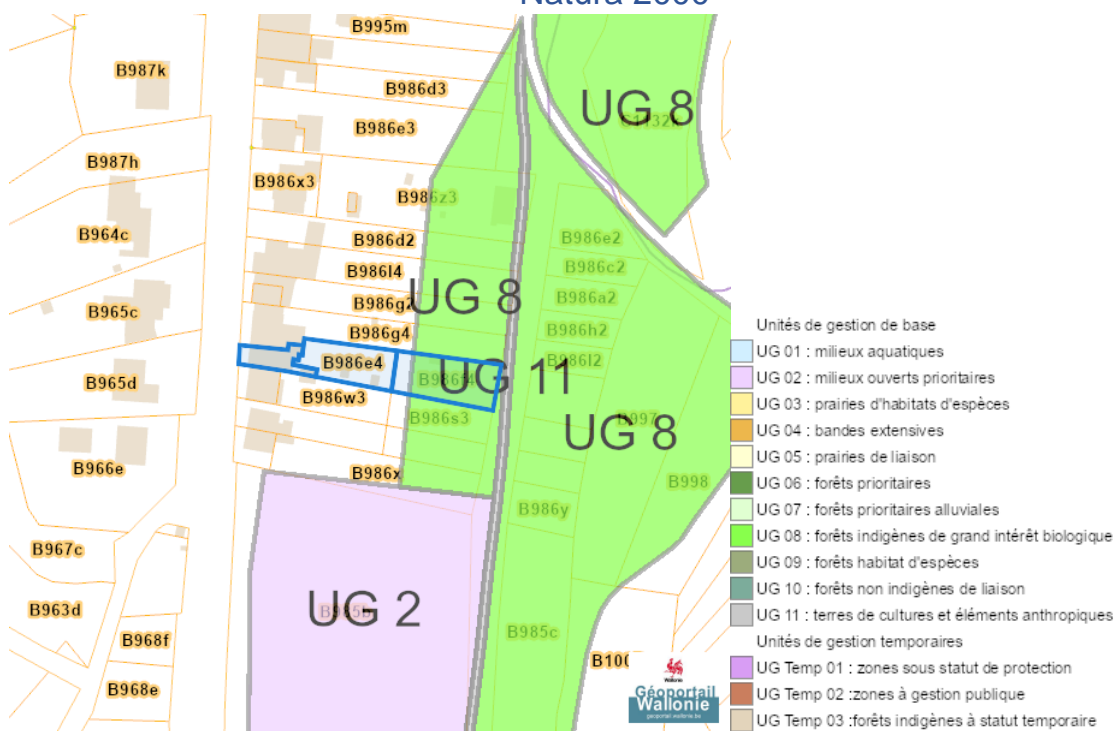 Natura 2000
B995m
B987k
B986d3
UG 8
B986e3
B987h
B986x3
B986z3
B964c
B986d2
B986e2
B986l4
B986c2
B986g2
UG 8
B986a2
B965c
B986g4
B986h2
B986e4
B986l2
B965d
B986f4
UG 11
B986w3
B986s3
UG 8
B997
B966e
B986x
B998
B986y
B967c
B963d
UG 2
B968f
B985c
B968e
Wallonie
Géoportail
Wallonie
geoportail.wallonie.be
Unités de gestion de base
UG 01 : milieux aquatiques
UG 02 : milieux ouverts prioritaires
UG 03 : prairies d'habitats d'espèces
UG 04 : bandes extensives
UG 05 : prairies de liaison
UG 06 : forêts prioritaires
UG 07 : forêts prioritaires alluviales
UG 08 : forêts indigènes de grand intérêt biologique
UG 09 : forêts habitat d'espèces
UG 10 : forêts non indigènes de liaison
UG 11 : terres de cultures et éléments anthropiques
Unités de gestion temporaires
UG Temp 01 : zones sous statut de protection
UG Temp 02 :zones à gestion publique
UG Temp 03 :forêts indigènes à statut temporaire